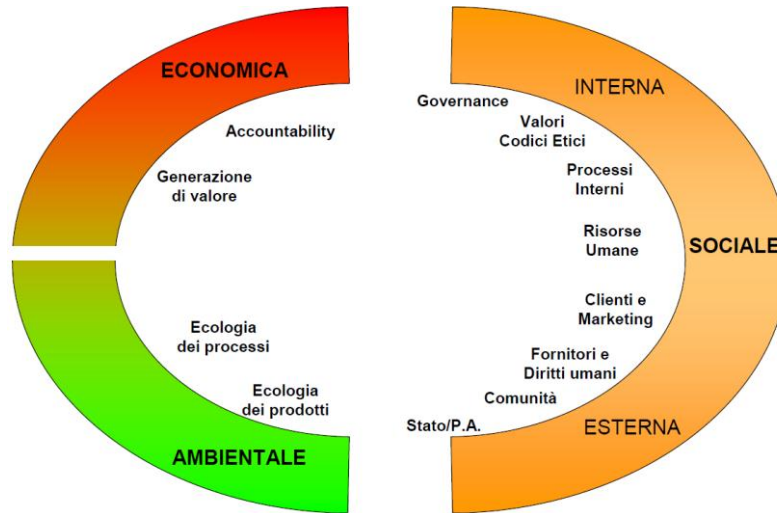 ECONOMICA
Accountability
Generazione
di valore
Ecologia
dei processi
Ecologia
dei prodotti
AMBIENTALE
INTERNA
Governance
Valori
Codici Etici
Processi
Interni
Risorse
Umane
SOCIALE
Clienti e
Marketing
Fornitori e
Diritti umani
Comunità
Stato/P.A.
ESTERNA